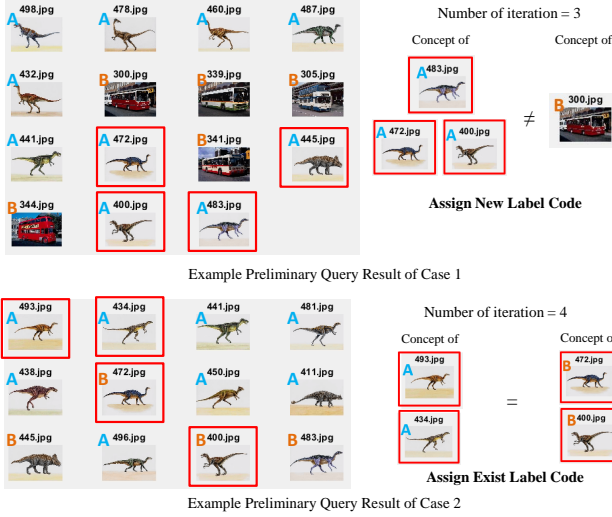 498.jpg 478.jpg 460.jpg 487.jpg
A A A A
432.jpg 300.jpg 339.jpg 305.jpg
A B B B
441.jpg 472.jpg 341.jpg 445.jpg
A A B A
344.jpg 400.jpg 483.jpg
B A A
Number of iteration = 3
Concept of Concept of
A 483.jpg
A 472.jpg A 400.jpg ≠ B 300.jpg
Assign New Label Code
Example Preliminary Query Result of Case 1
493.jpg 434.jpg 441.jpg 481.jpg
A A A A
438.jpg 472.jpg 450.jpg 411.jpg
A B A A
445.jpg 496.jpg 400.jpg 483.jpg
B A B B
Number of iteration = 4
Concept of Concept o
493.jpg 472.jpg
A B
=
434.jpg 400.jpg
A B
Assign Exist Label Code
Example Preliminary Query Result of Case 2